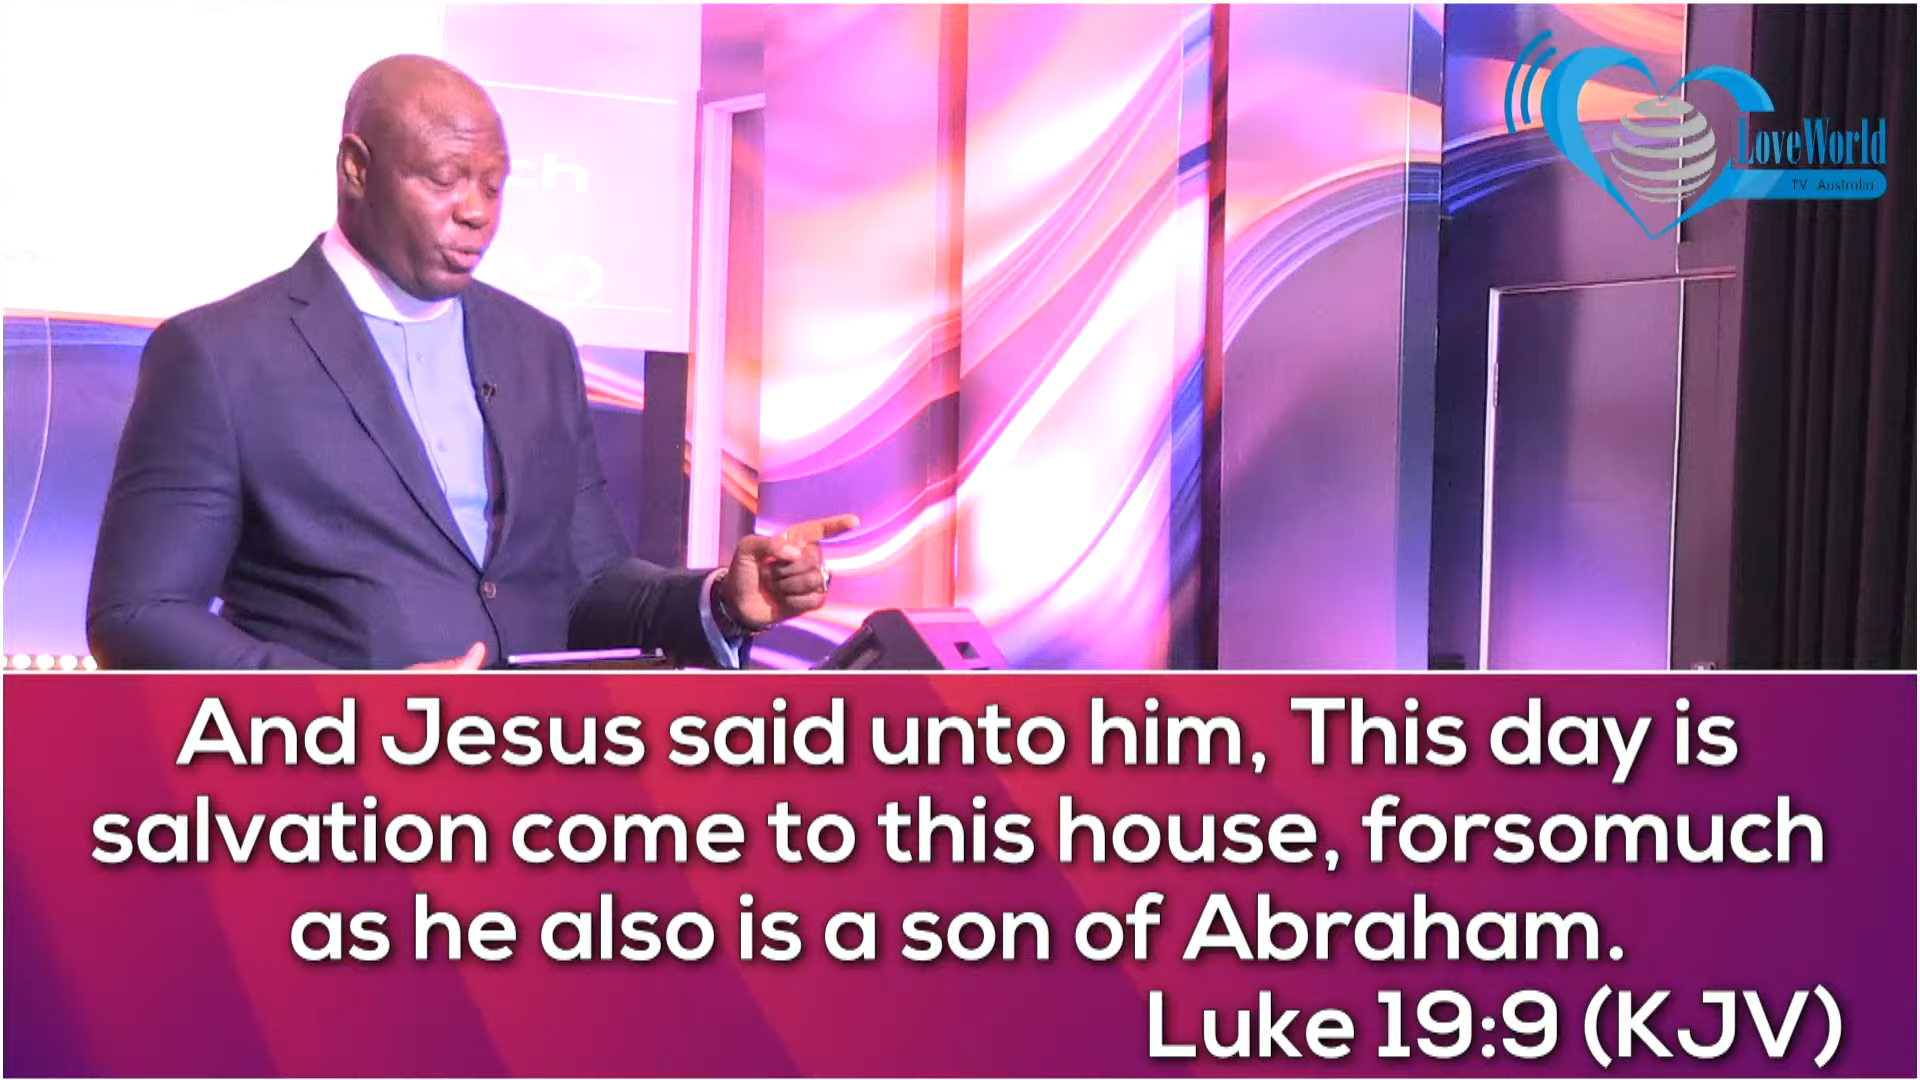 LoveWorld
TV Australia
And Jesus said unto him, This day is
salvation come to this house, forsomuch
as he also is a son of Abraham.
Luke 19:9 (KJV)